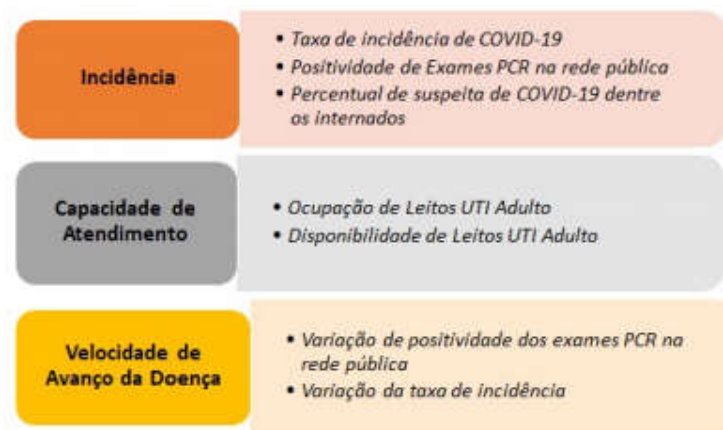 Incidência
• Taxa de incidência de COVID-19
• Positividade de Exames PCR na rede pública
• Percentual de suspeita de COVID-19 dentre
os internados
Capacidade de
Atendimento
• Ocupação de Leitos UTI Adulto
• Disponibilidade de Leitos UTI Adulto
Velocidade de
Avanço da Doença
• Variação de positividade dos exames PCR na
rede pública
• Variação da taxa de incidência